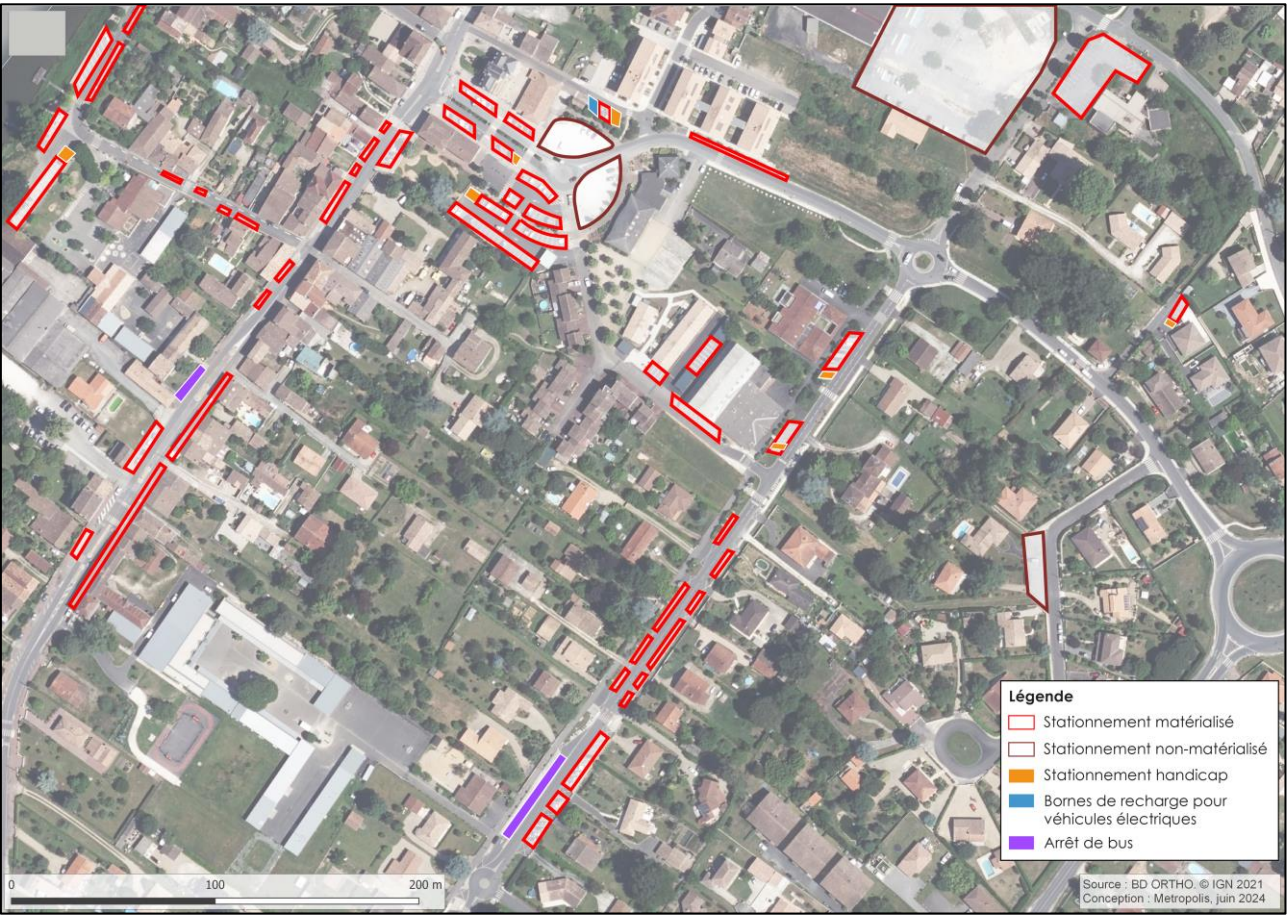 Légende
Stationnement matérialisé
Stationnement non-matérialisé
Stationnement handicap
Bornes de recharge pour
véhicules électriques
Arrêt de bus
0 100 200 m
Source : BD ORTHO. © IGN 2021
Conception : Metropolis, juin 2024